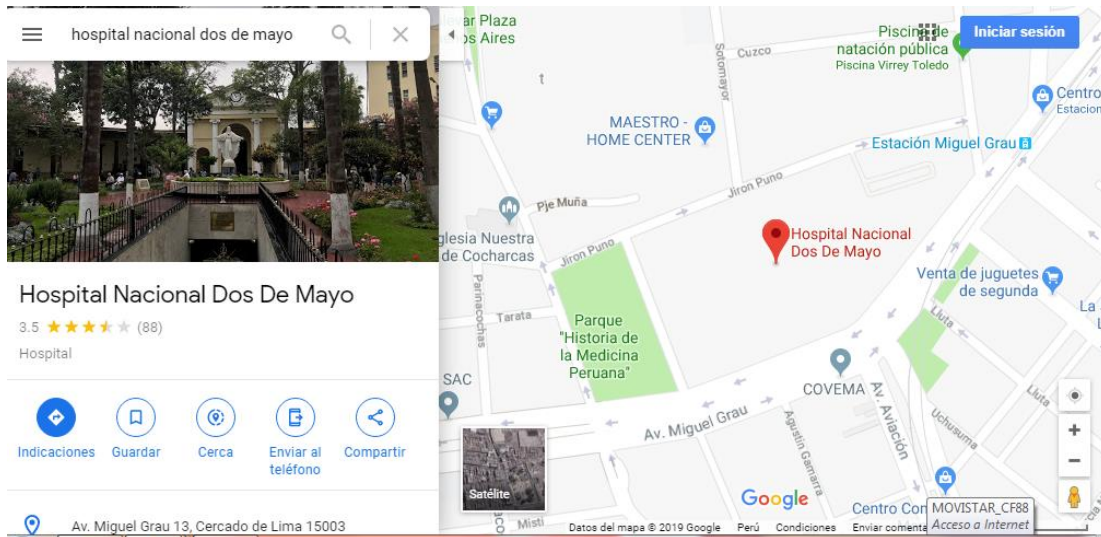 hospital nacional dos de mayo
Hospital Nacional Dos De Mayo
3.5
(88)
Hospital
Indicaciones
Guardar
Cerca
Enviar al
teléfono
Compartir
Av. Miguel Grau 13, Cercado de Lima 15003
Plaza
Aires
Sotomayor
Cuzco
Piscina de
natación pública
Piscina Virrey Toledo
Iniciar sesión
Centro
MAESTRO -
HOME CENTER
Estación Miguel Grau
Jiron Puno
Pje Muña
Nuestra
de Cocharcas
Jiron Puno
Hospital Nacional
Dos De Mayo
Venta de juguetes
de segunda
La
Parinacochas
Tarata
Parque
"Historia de
la Medicina
Peruana"
Lluta
SAC
COVEMA
Av. Aviación
Lluta
Uchusuma
Av. Miguel Grau
Agustín Gamarra
Satélite
Google
Centro
MOVISTAR_CF88
Acceso a Internet
Misti
Datos del mapa © 2019 Google
Perú
Condiciones
Enviar